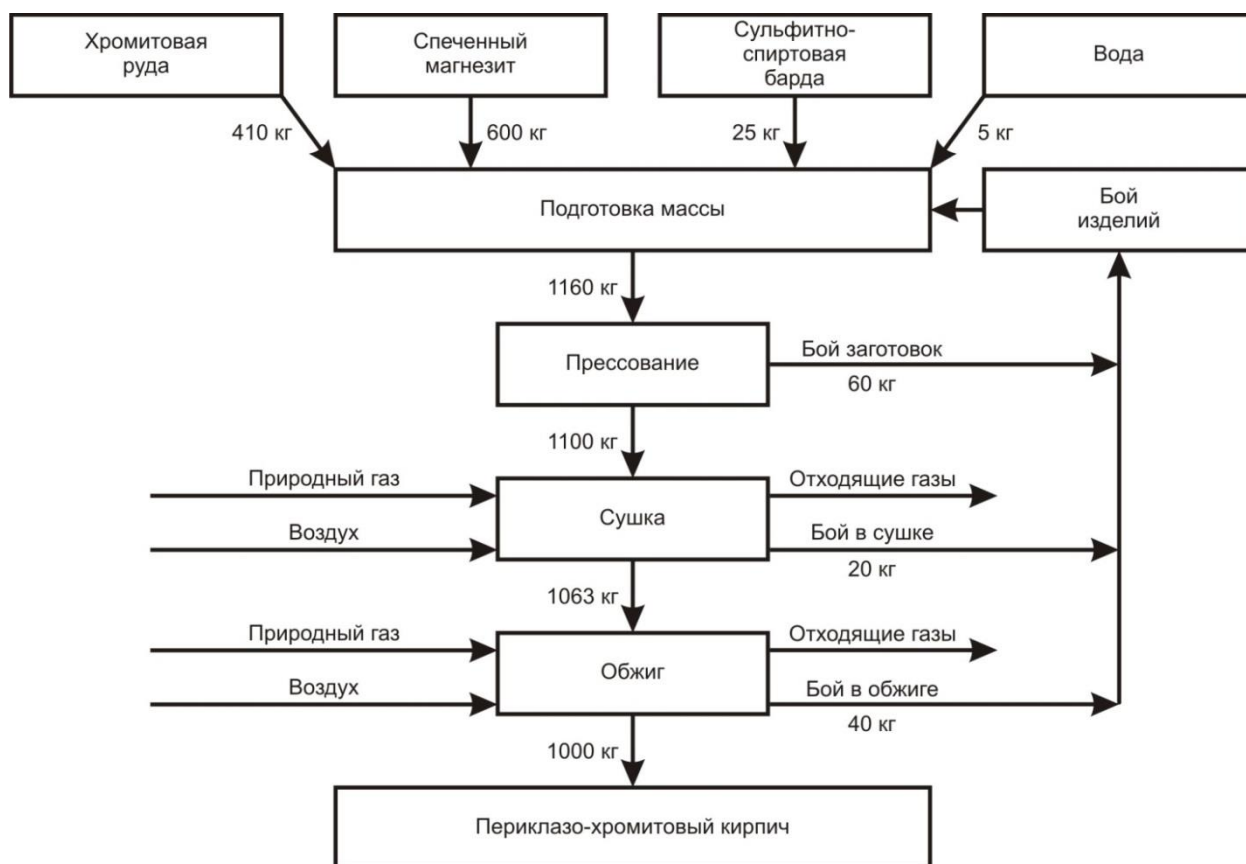 Хромитовая
руда
Спеченный
магнезит
Сульфитно-
спиртовая
барда
Вода
410 кг
600 кг
25 кг
5 кг
Подготовка массы
Бой
изделий
1160 кг
Прессование
Бой заготовок
60 кг
1100 кг
Природный газ
Воздух
Сушка
Отходящие газы
Бой в сушке
20 кг
1063 кг
Природный газ
Воздух
Обжиг
Отходящие газы
Бой в обжиге
40 кг
1000 кг
Периклазо-хромитовый кирпич